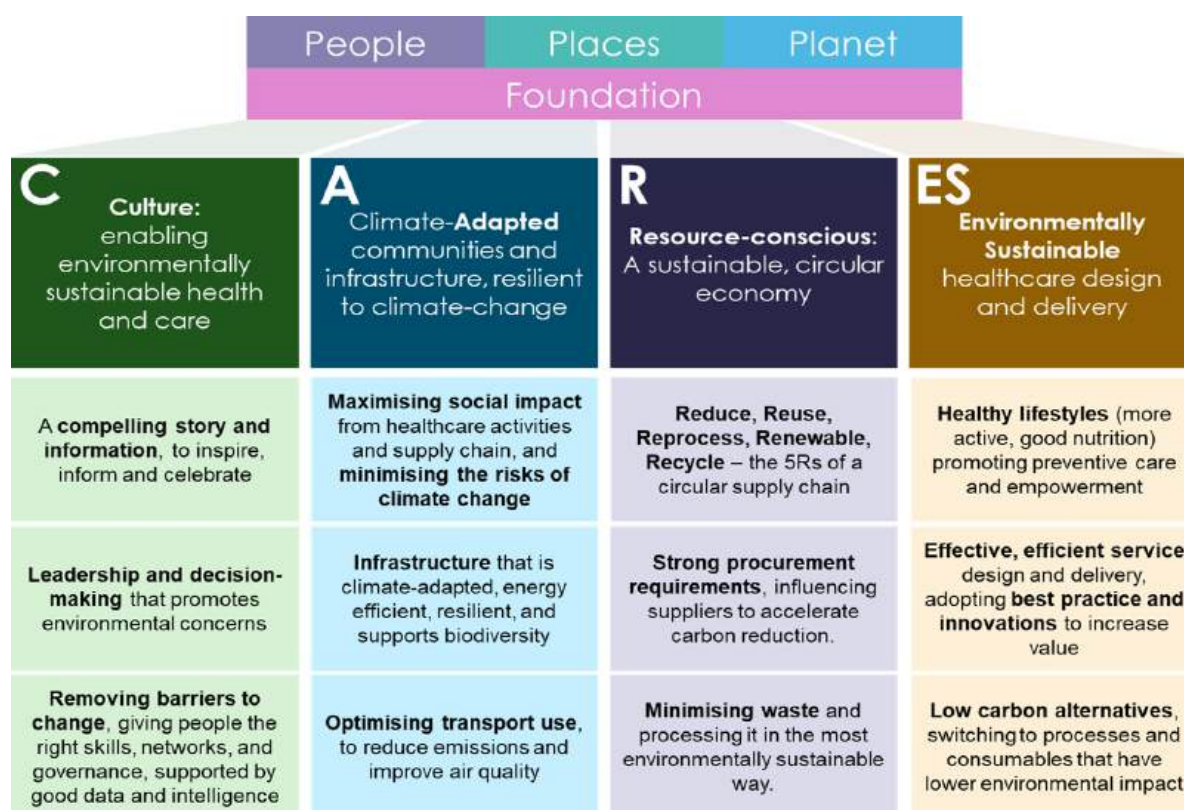 People
Places
Planet
Foundation
C
Culture:
enabling
environmentally
sustainable health
and care
A compelling story and
information, to inspire,
inform and celebrate
Leadership and decision-
making that promotes
environmental concerns
Removing barriers to
change, giving people the
right skills, networks, and
governance, supported by
good data and intelligence
A
Climate-Adapted
communities and
infrastructure, resilient
to climate-change
Maximising social impact
from healthcare activities
and supply chain, and
minimising the risks of
climate change
Infrastructure that is
climate-adapted, energy
efficient, resilient, and
supports biodiversity
Optimising transport use,
to reduce emissions and
improve air quality
R
Resource-conscious:
A sustainable, circular
economy
Reduce, Reuse,
Reprocess, Renewable,
Recycle – the 5Rs of a
circular supply chain
Strong procurement
requirements, influencing
suppliers to accelerate
carbon reduction.
Minimising waste and
processing it in the most
environmentally sustainable
way.
ES
Environmentally
Sustainable
healthcare design
and delivery
Healthy lifestyles (more
active, good nutrition)
promoting preventive care
and empowerment
Effective, efficient service
design and delivery,
adopting best practice and
innovations to increase
value
Low carbon alternatives,
switching to processes and
consumables that have
lower environmental impact